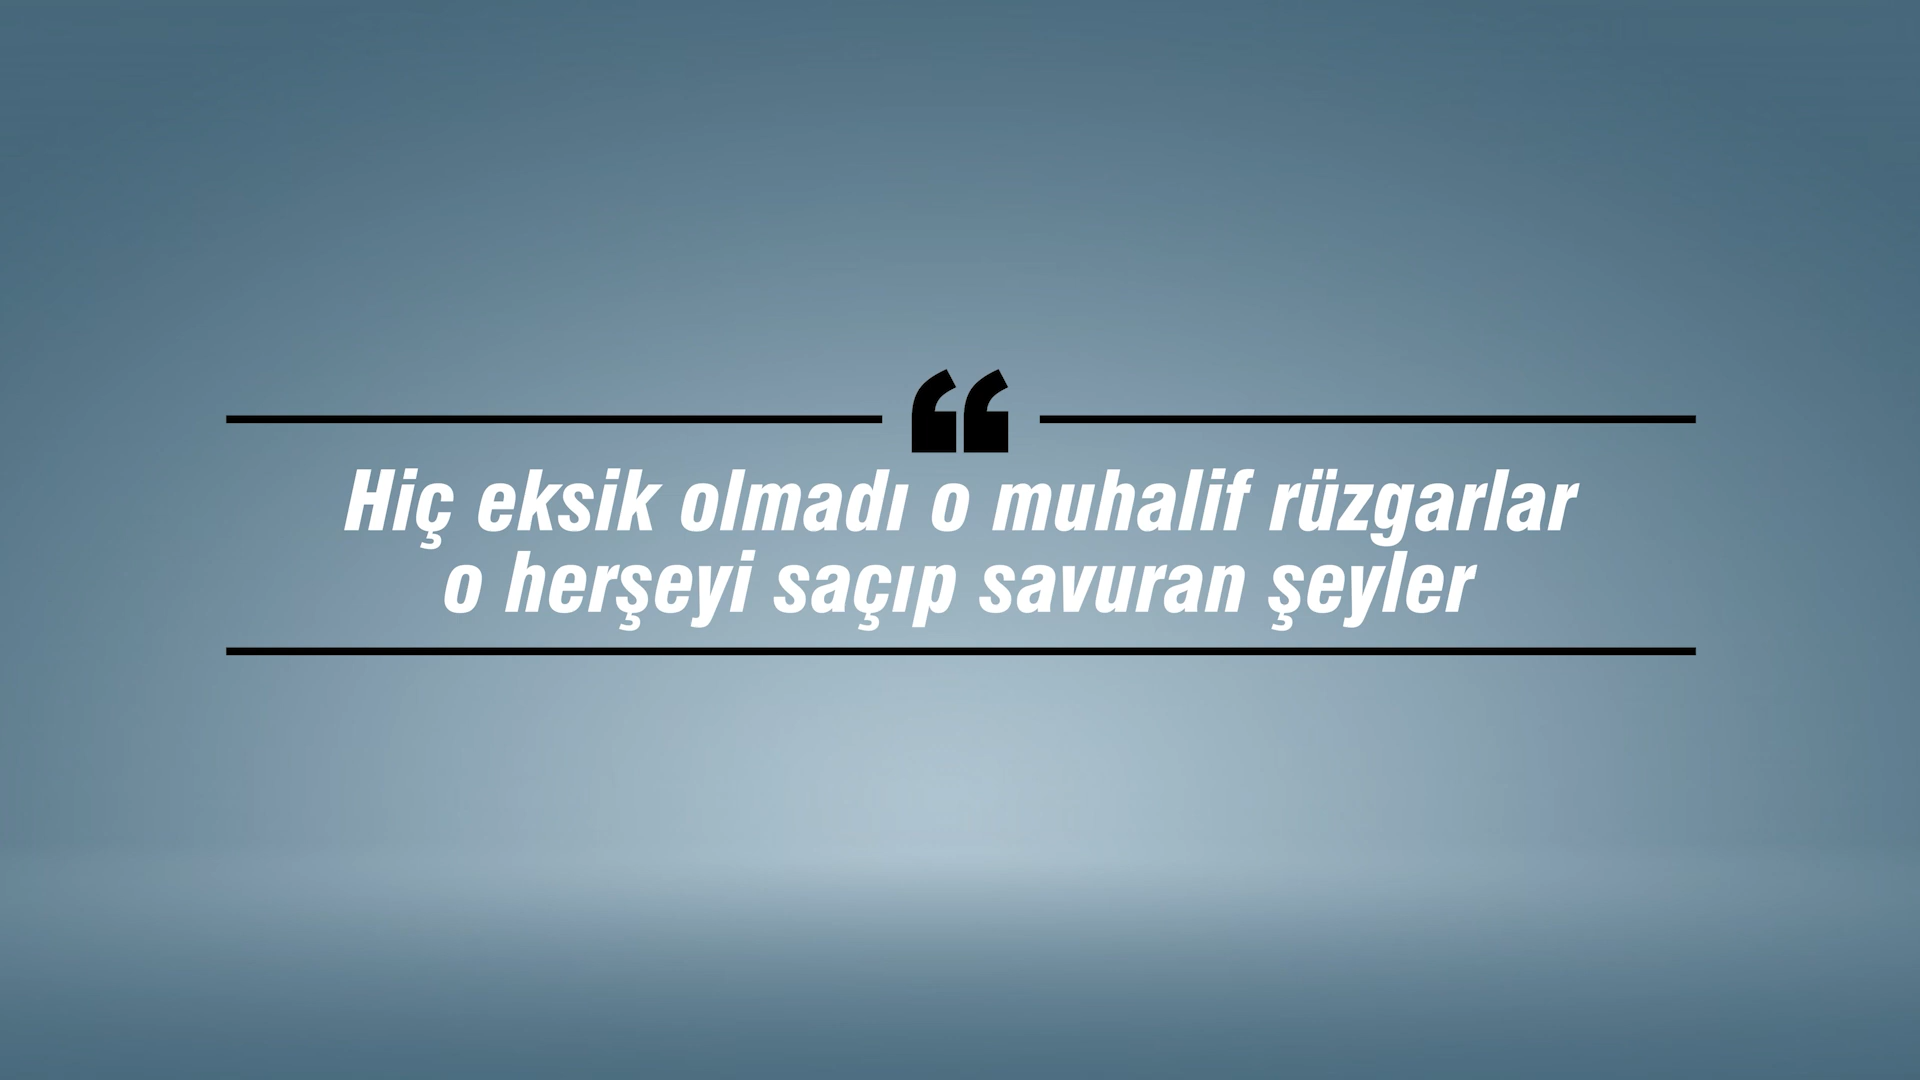 “
Hiç eksik olmadı o muhalif rüzgarlar
o herşeyi saçıp savuran şeyler